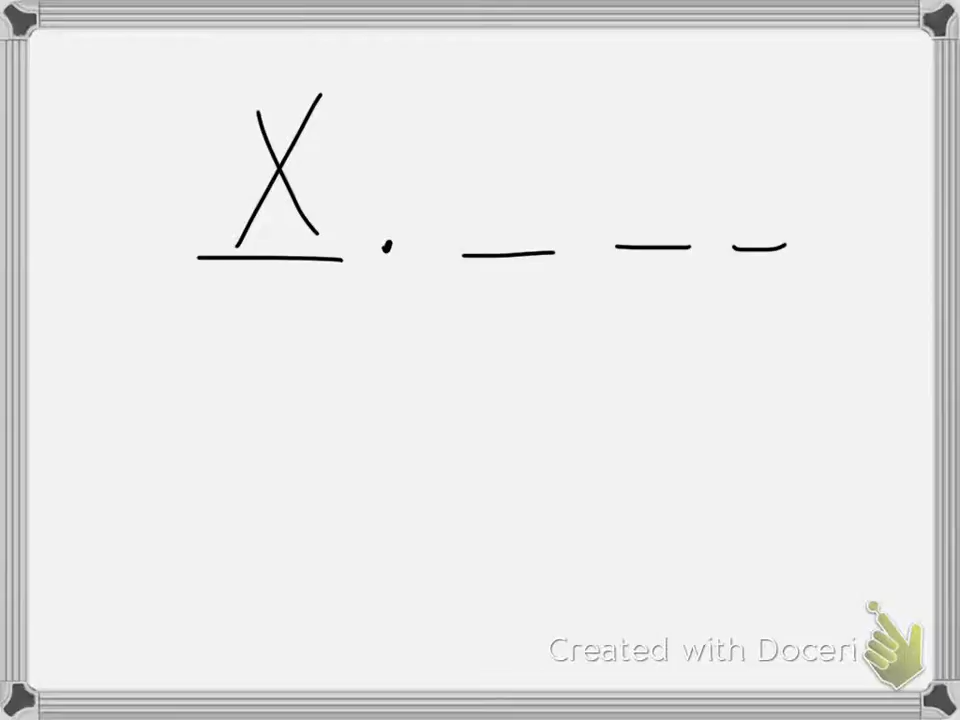 X . _ _ _
Created with Doceri